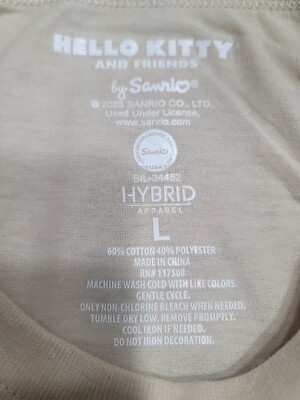 HELLO KITTY
AND FRIENDS
by Sanrio®
© 2023 SANRIO CO., LTD.
Used Under License.
www.sanrio.com
Sanrio
SIL-34452
HYBRID
APPAREL
L
60% COTTON 40% POLYESTER
MADE IN CHINA
RN# 117508
MACHINE WASH COLD WITH LIKE COLORS.
GENTLE CYCLE.
ONLY NON-CHLORINE BLEACH WHEN NEEDED.
TUMBLE DRY LOW. REMOVE PROMPTLY.
COOL IRON IF NEEDED.
DO NOT IRON DECORATION.